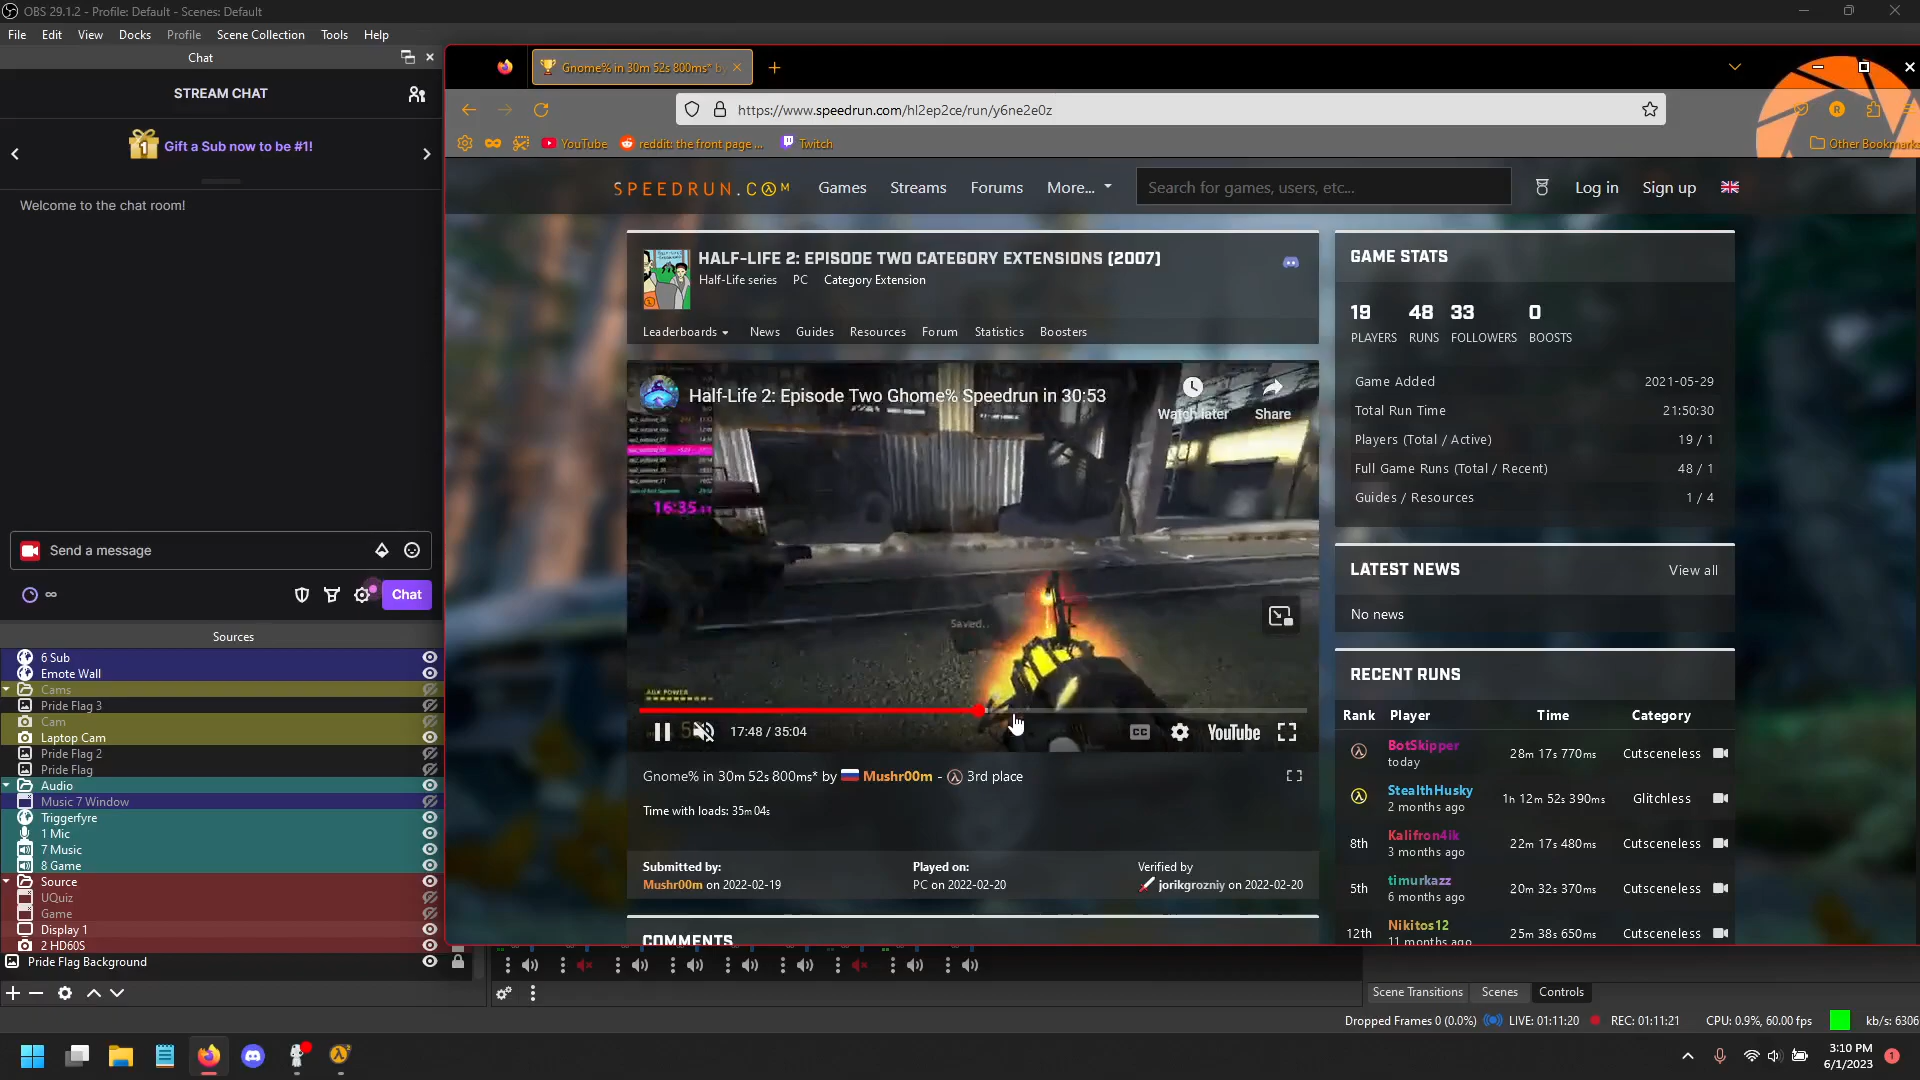 OBS 29.1.2 - Profile: Default - Scenes: Default
File Edit View Docks Profile Scene Collection Tools Help
Chat
STREAM CHAT
1 Gift a Sub now to be #1!
Welcome to the chat room!
Send a message
Chat
Sources
6 Sub
Emote Wall
Cams
Pride Flag 3
Cam
Laptop Cam
Pride Flag 2
Pride Flag
Audio
Music 7 Window
Triggerfyre
1 Mic
7 Music
8 Game
Source
UQuiz
Game
Display 1
2 HD60S
Pride Flag Background
Gnome% in 30m 52s 800ms* by
https://www.speedrun.com/hl2ep2ce/run/y6ne2e0z
YouTube reddit: the front page ... Twitch Other Bookmarks
SPEEDRUN.COM Games Streams Forums More... Search for games, users, etc... Log in Sign up
HALF-LIFE 2: EPISODE TWO CATEGORY EXTENSIONS (2007)
Half-Life series PC Category Extension
Leaderboards News Guides Resources Forum Statistics Boosters
Half-Life 2: Episode Two Ghome% Speedrun in 30:53
Watch later Share
16:35
Saved..
17:48 / 35:04 CC YouTube
Gnome% in 30m 52s 800ms* by Mushr00m - 3rd place
Time with loads: 35m 04s
Submitted by: Played on: Verified by
Mushr00m on 2022-02-19 PC on 2022-02-20 jorikgrozniy on 2022-02-20
COMMENTS
GAME STATS
19 48 33 0
PLAYERS RUNS FOLLOWERS BOOSTS
Game Added 2021-05-29
Total Run Time 21:50:30
Players (Total / Active) 19 / 1
Full Game Runs (Total / Recent) 48 / 1
Guides / Resources 1 / 4
LATEST NEWS View all
No news
RECENT RUNS
Rank Player Time Category
BotSkipper 28m 17s 770ms Cutsceneless
today
StealthHusky 1h 12m 52s 390ms Glitchless
2 months ago
8th Kalifron4ik 22m 17s 480ms Cutsceneless
3 months ago
5th timurkazz 20m 32s 370ms Cutsceneless
6 months ago
12th Nikitos12 25m 38s 650ms Cutsceneless
11 months ago
Scene Transitions Scenes Controls
Dropped Frames 0 (0.0%) LIVE: 01:11:20 REC: 01:11:21 CPU: 0.9%, 60.00 fps kb/s: 6306
3:10 PM
6/1/2023
1